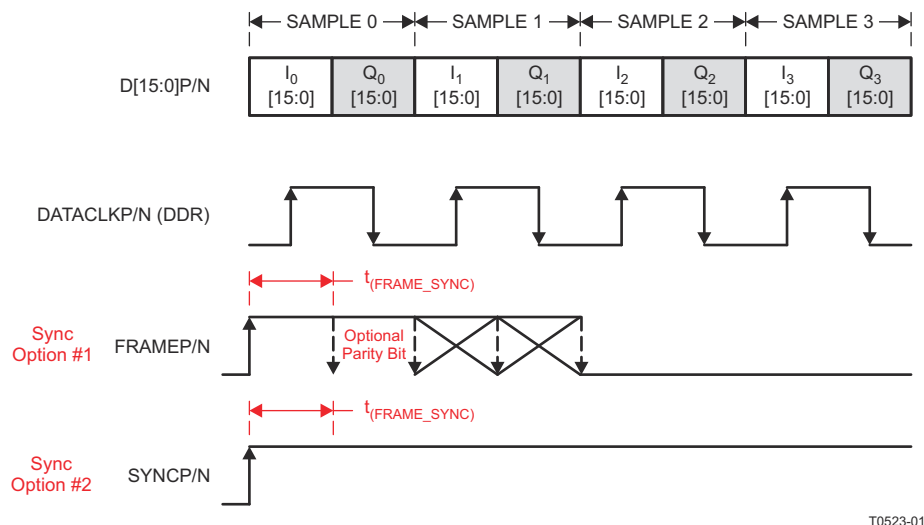 SAMPLE 0 SAMPLE 1 SAMPLE 2 SAMPLE 3
D[15:0]P/N
I0 [15:0]
Q0 [15:0]
I1 [15:0]
Q1 [15:0]
I2 [15:0]
Q2 [15:0]
I3 [15:0]
Q3 [15:0]
DATACLKP/N (DDR)
t(FRAME_SYNC)
Sync
Option #1
FRAMEP/N
Optional
Parity Bit
t(FRAME_SYNC)
Sync
Option #2
SYNCP/N
T0523-01